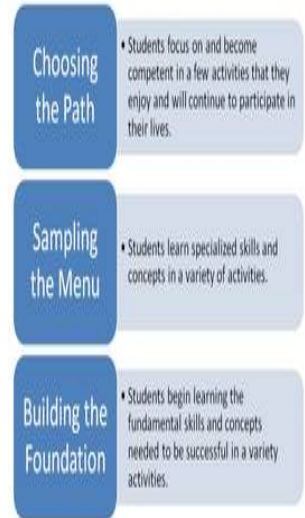 Choosing
the Path
• Students focus on and become
competent in a few activities that they
enjoy and will continue to participate in
their lives.
Sampling
the Menu
• Students learn specialized skills and
concepts in a variety of activities.
Building the
Foundation
• Students begin learning the
fundamental skills and concepts
needed to be successful in a variety
activities.